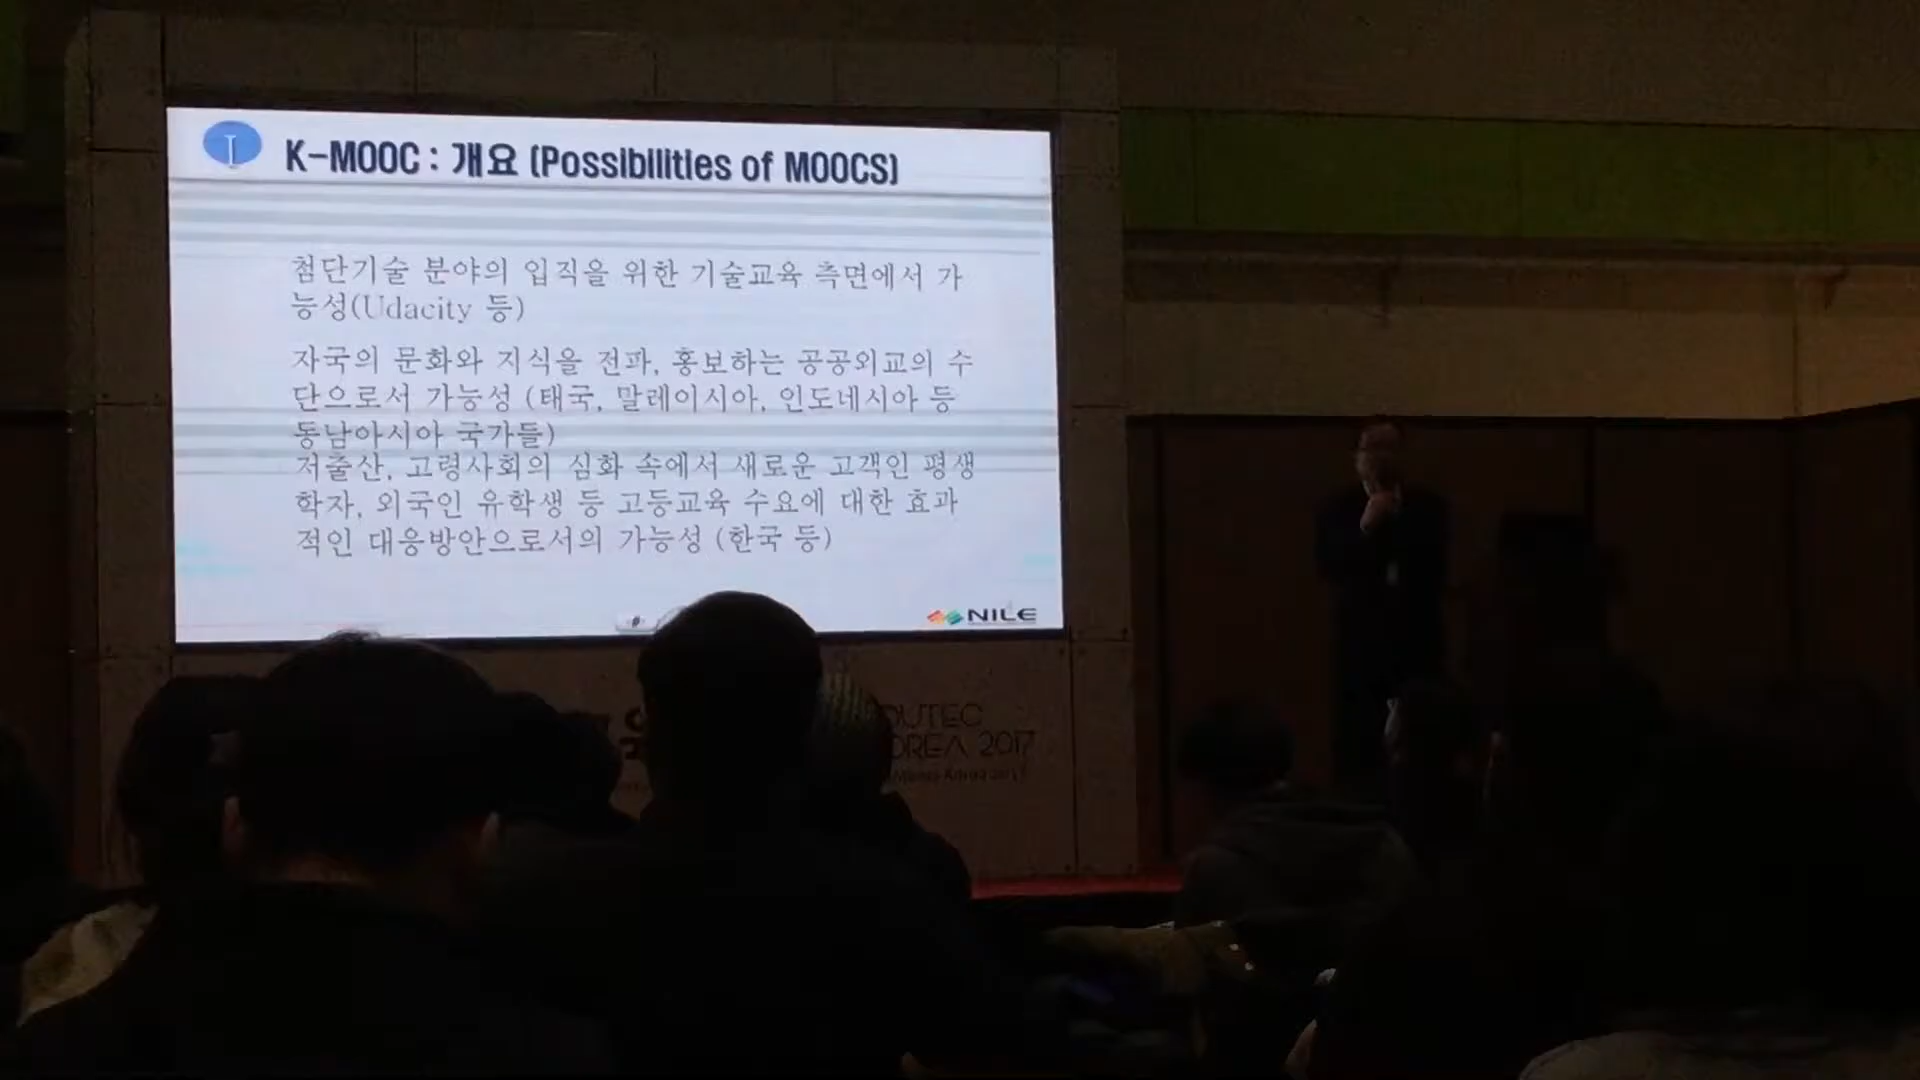 I
K-MOOC : 개요 (Possibilities of MOOCS)
첨단기술 분야의 입직을 위한 기술교육 측면에서 가
능성(Udacity 등)
자국의 문화와 지식을 전파, 홍보하는 공공외교의 수
단으로서 가능성 (태국, 말레이시아, 인도네시아 등
동남아시아 국가들)
저출산, 고령사회의 심화 속에서 새로운 고객인 평생
학자, 외국인 유학생 등 고등교육 수요에 대한 효과
적인 대응방안으로서의 가능성 (한국 등)
#
NILE
2017